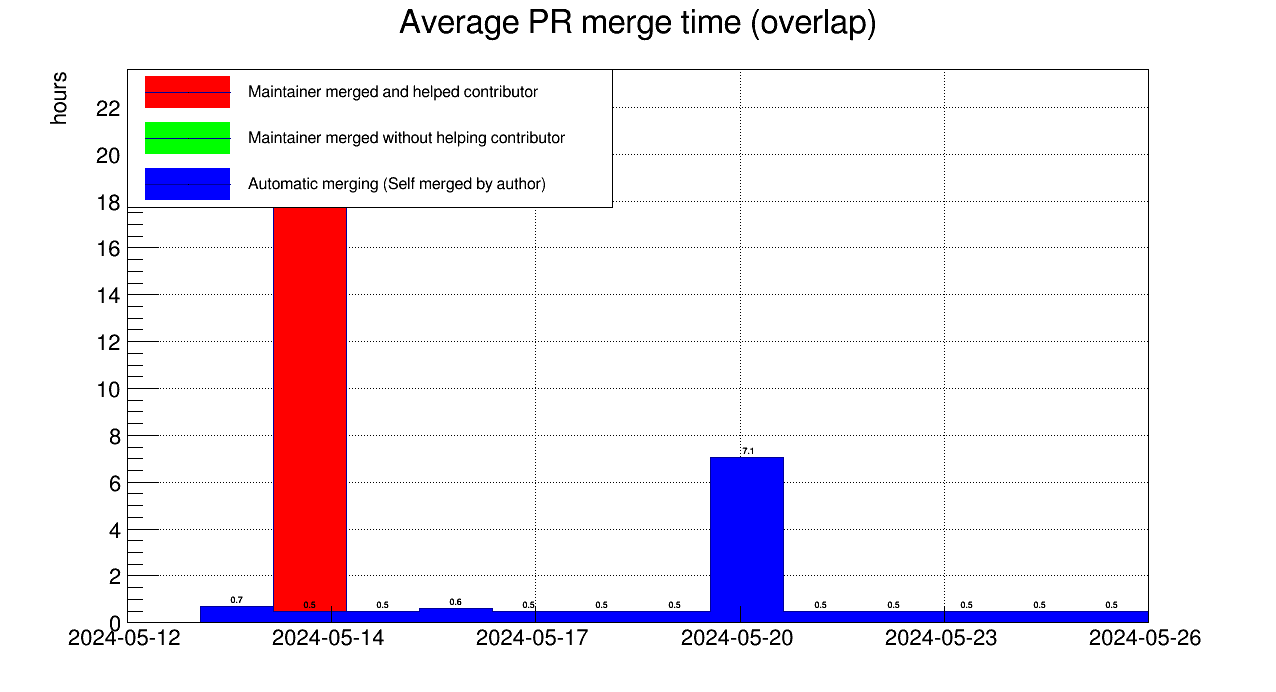 Average PR merge time (overlap)
hours
Maintainer merged and helped contributor
Maintainer merged without helping contributor
Automatic merging (Self merged by author)
22
20
18
16
14
12
10
8
6
4
2
0
7.1
0.7 0.5 0.5 0.6 0.5 0.5 0.5 0.5 0.5 0.5 0.5 0.5
2024-05-12 2024-05-14 2024-05-17 2024-05-20 2024-05-23 2024-05-26